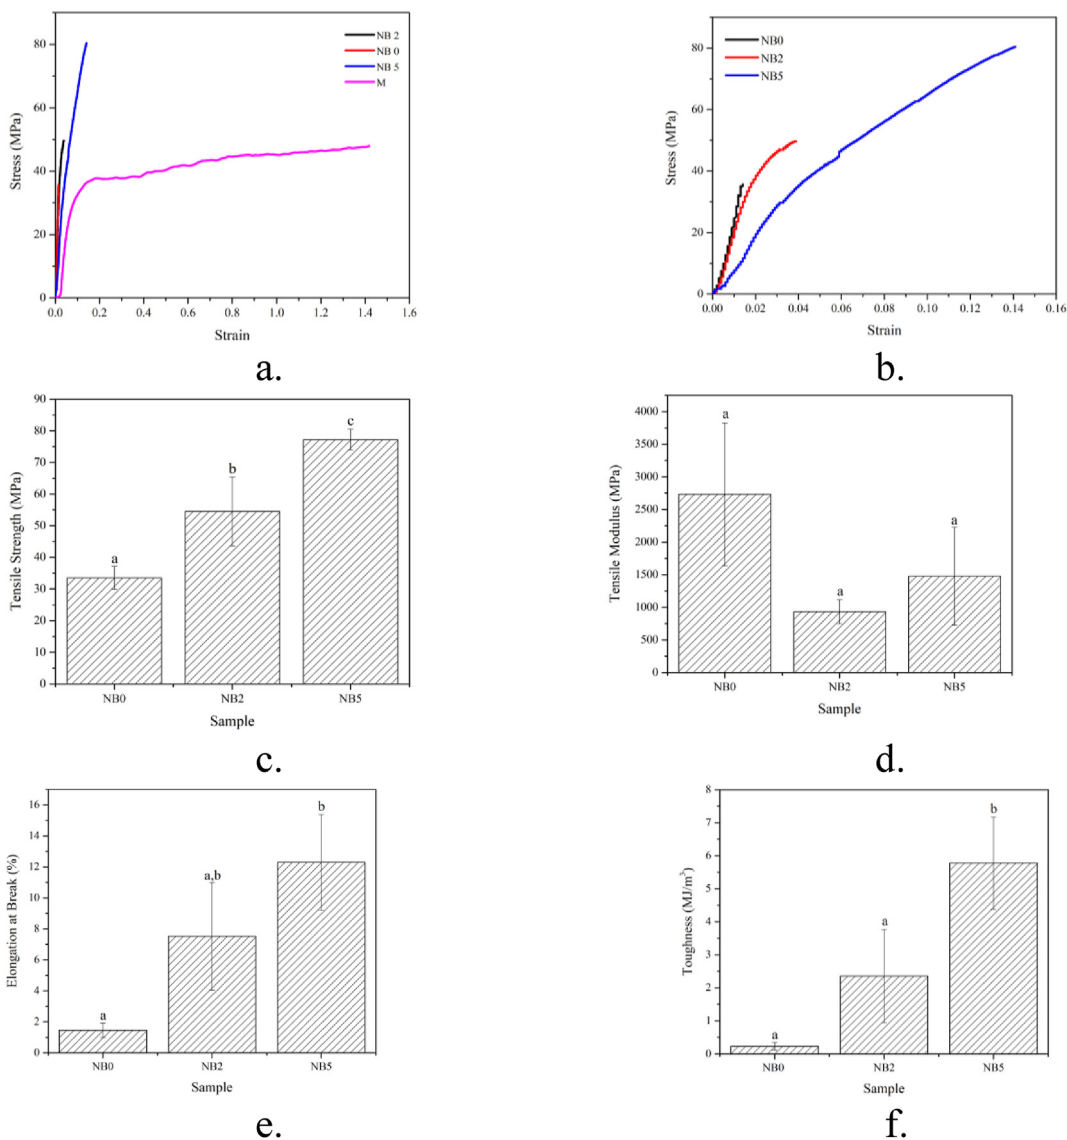 80
60
40
20
0
Stress (MPa)
NB 2
NB 0
NB 5
M
0.0 0.2 0.4 0.6 0.8 1.0 1.2 1.4 1.6
Strain
a.
80
60
40
20
0
Stress (MPa)
NB0
NB2
NB5
0.00 0.02 0.04 0.06 0.08 0.10 0.12 0.14 0.16
Strain
b.
90
80
70
60
50
40
30
20
10
0
Tensile Strength (MPa)
a
b
c
NB0 NB2 NB5
Sample
c.
4000
3500
3000
2500
2000
1500
1000
500
0
Tensile Modulus (MPa)
a
a
a
NB0 NB2 NB5
Sample
d.
16
14
12
10
8
6
4
2
0
Elongation at Break (%)
a
a,b
b
NB0 NB2 NB5
Sample
e.
8
7
6
5
4
3
2
1
0
Toughness (MJ/m³)
a
a
b
NB0 NB2 NB5
Sample
f.